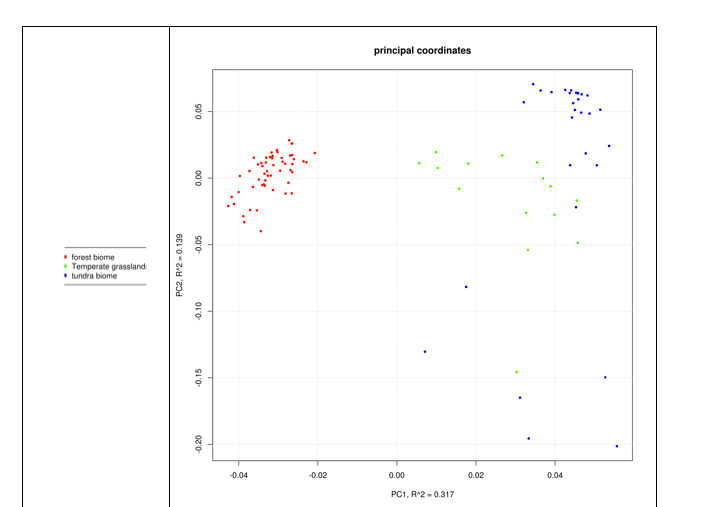 principal coordinates
forest biome
Temperate grasslands
tundra biome
PC2, R^2 = 0.139
0.05
0.00
-0.05
-0.10
-0.15
-0.20
-0.04
-0.02
0.00
0.02
0.04
PC1, R^2 = 0.317